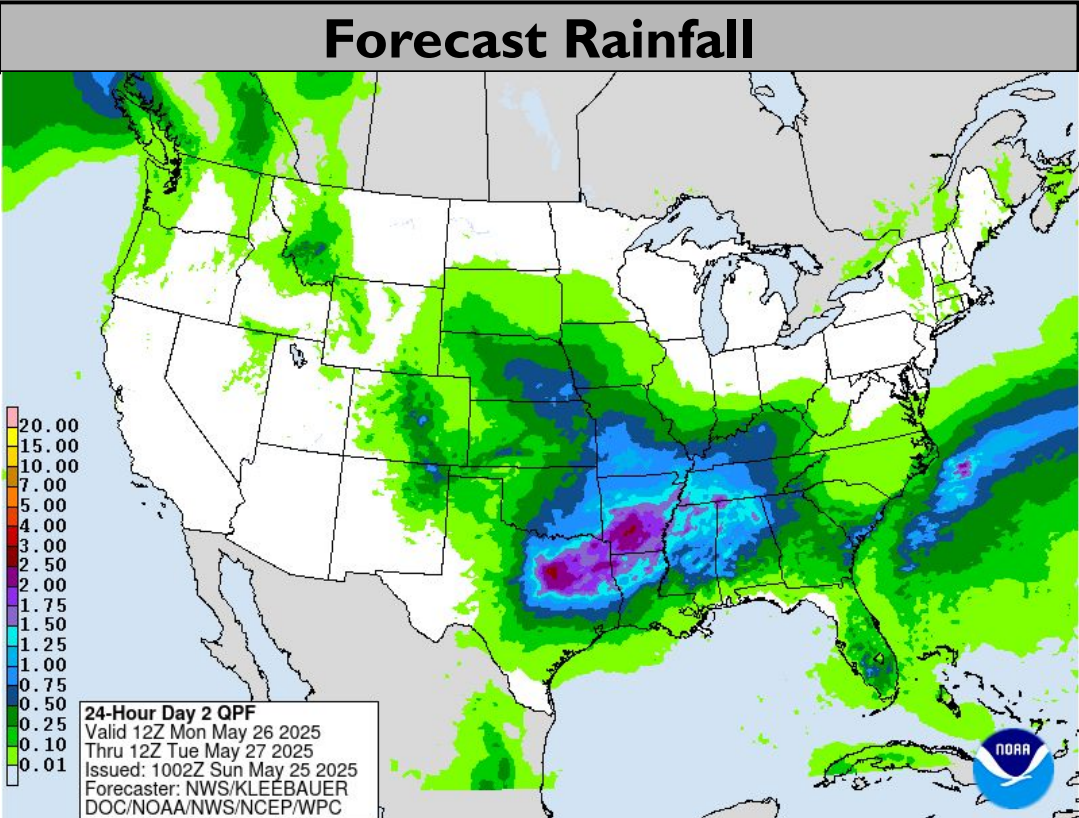 Forecast Rainfall
20.00
15.00
10.00
7.00
5.00
4.00
3.00
2.50
2.00
1.75
1.50
1.25
1.00
0.75
0.50
0.25
0.10
0.01
24-Hour Day 2 QPF
Valid 12Z Mon May 26 2025
Thru 12Z Tue May 27 2025
Issued: 1002Z Sun May 25 2025
Forecaster: NWS/KLEEBAUER
DOC/NOAA/NWS/NCEP/WPC
NOAA